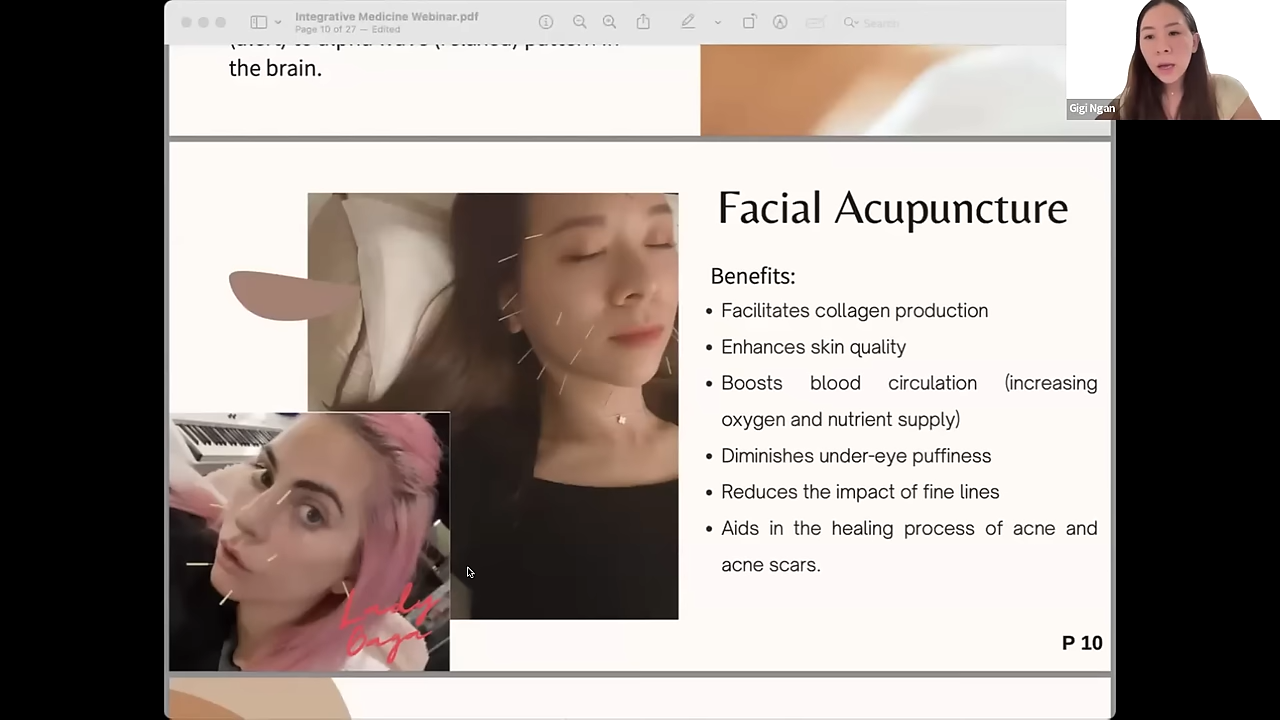 Integrative Medicine Webinar.pdf
Page 10 of 27 — Edited
Search
(alert) to alpha wave (relaxed) pattern in
the brain.
Gigi Ngan
Facial Acupuncture
Benefits:
• Facilitates collagen production
• Enhances skin quality
• Boosts blood circulation (increasing
oxygen and nutrient supply)
• Diminishes under-eye puffiness
• Reduces the impact of fine lines
• Aids in the healing process of acne and
acne scars.
Lady
Gaga
P 10